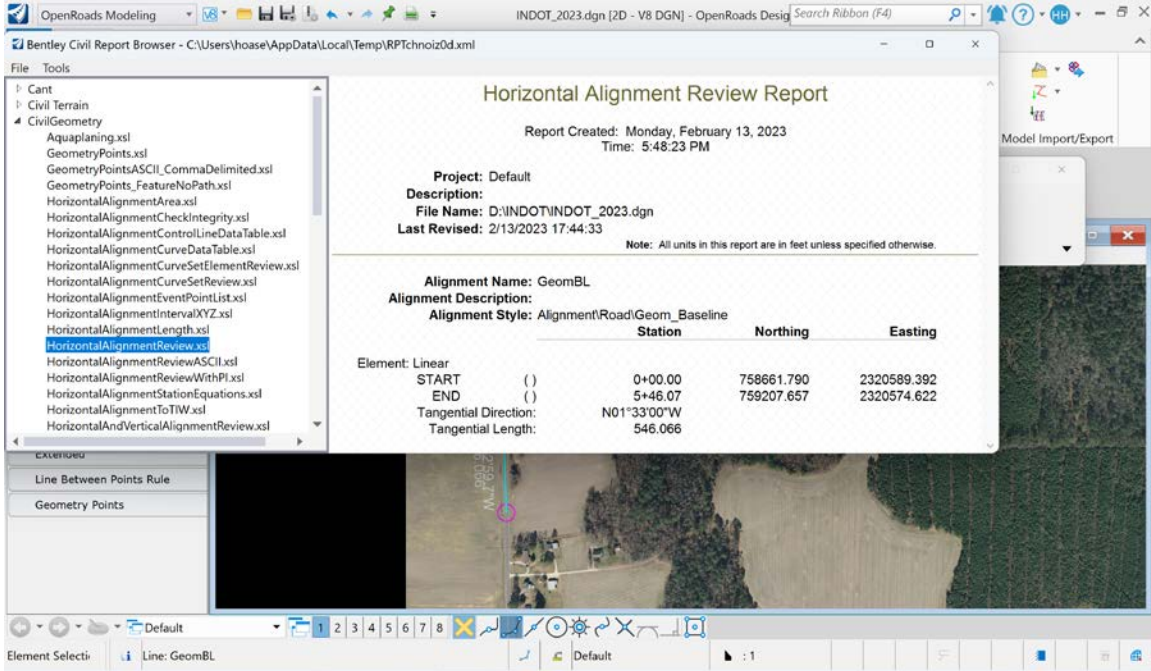 OpenRoads Modeling
INDOT_2023.dgn [2D - V8 DGN] - OpenRoads Desig
Search Ribbon (F4)
HH
Bentley Civil Report Browser - C:\Users\hoase\AppData\Local\Temp\RPTchnoiz0d.xml
File Tools
Cant
Civil Terrain
CivilGeometry
Aquaplaning.xsl
GeometryPoints.xsl
GeometryPointsASCII_CommaDelimited.xsl
GeometryPoints_FeatureNoPath.xsl
HorizontalAlignmentArea.xsl
HorizontalAlignmentCheckIntegrity.xsl
HorizontalAlignmentControlLineDataTable.xsl
HorizontalAlignmentCurveDataTable.xsl
HorizontalAlignmentCurveSetElementReview.xsl
HorizontalAlignmentCurveSetReview.xsl
HorizontalAlignmentEventPointList.xsl
HorizontalAlignmentIntervalXYZ.xsl
HorizontalAlignmentLength.xsl
HorizontalAlignmentReview.xsl
HorizontalAlignmentReviewASCII.xsl
HorizontalAlignmentReviewWithPI.xsl
HorizontalAlignmentStationEquations.xsl
HorizontalAlignmentToTIW.xsl
HorizontalAndVerticalAlignmentReview.xsl
Horizontal Alignment Review Report
Report Created: Monday, February 13, 2023
Time: 5:48:23 PM
Project: Default
Description:
File Name: D:\INDOT\INDOT_2023.dgn
Last Revised: 2/13/2023 17:44:33
Note: All units in this report are in feet unless specified otherwise.
Alignment Name: GeomBL
Alignment Description:
Alignment Style: Alignment\Road\Geom_Baseline
Station Northing Easting
Element: Linear
START ( ) 0+00.00 758661.790 2320589.392
END ( ) 5+46.07 759207.657 2320574.622
Tangential Direction: N01°33'00"W
Tangential Length: 546.066
Model Import/Export
Extended
Line Between Points Rule
Geometry Points
Default
1 2 3 4 5 6 7 8
Element Selecti
Line: GeomBL
Default
: 1